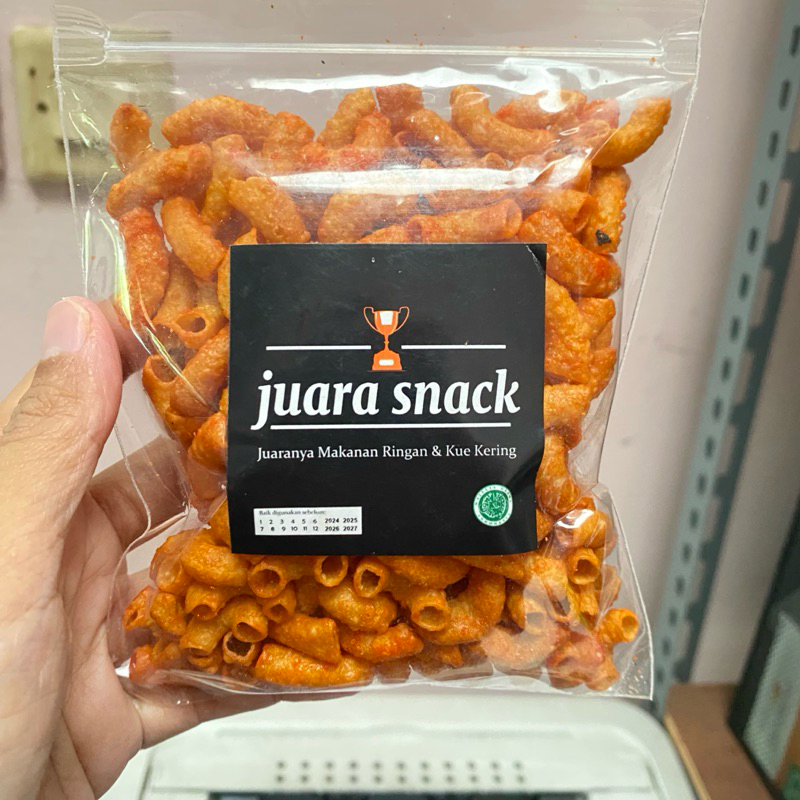 juara snack
Juaranya Makanan Ringan & Kue Kering
Baik digunakan sebelum:
1 2 3 4 5 6 2024 2025
7 8 9 10 11 12 2026 2027